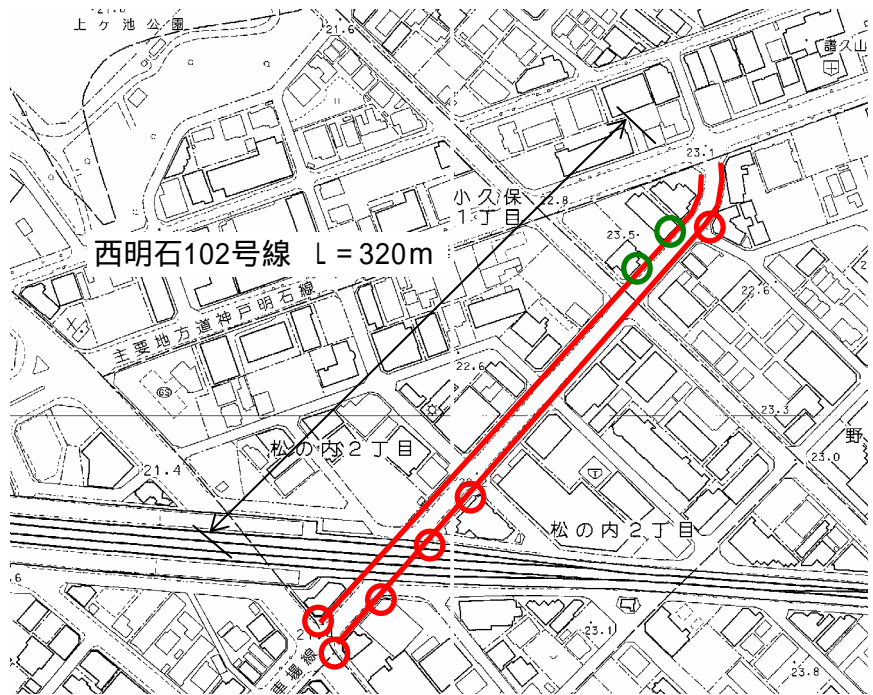 上ヶ池公園
21.6
譜久山
23.1
小久保
1丁目
22.8
23.5
西明石102号線 L=320m
22.6
主要地方道神戸明石線
22.6
23.3
野
松の内2丁目
23.0
21.4
松の内2丁目
23.1
23.8